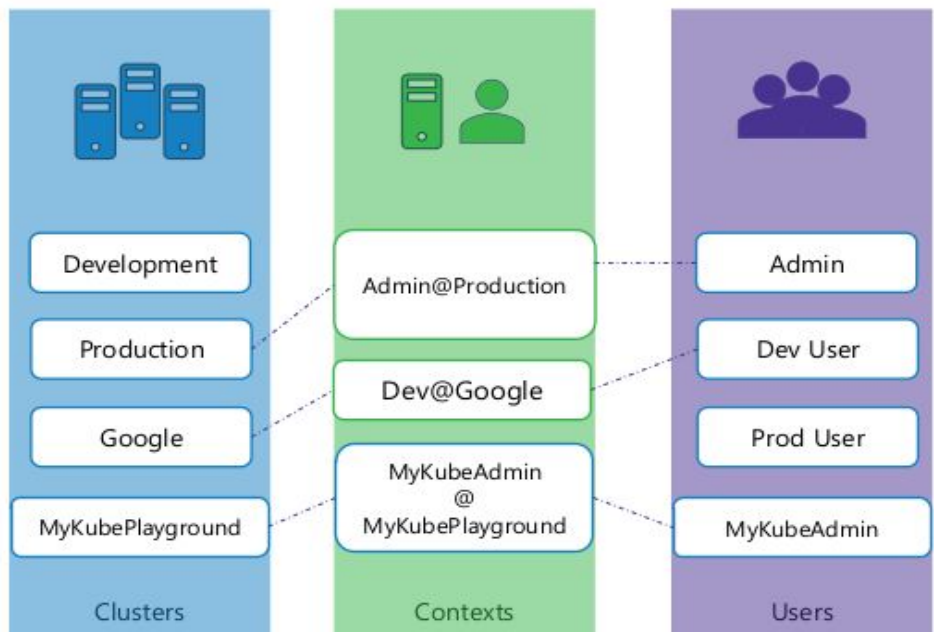 Development
Production
Google
MyKubePlayground
Clusters
Admin@Production
Dev@Google
MyKubeAdmin
@
MyKubePlayground
Contexts
Admin
Dev User
Prod User
MyKubeAdmin
Users